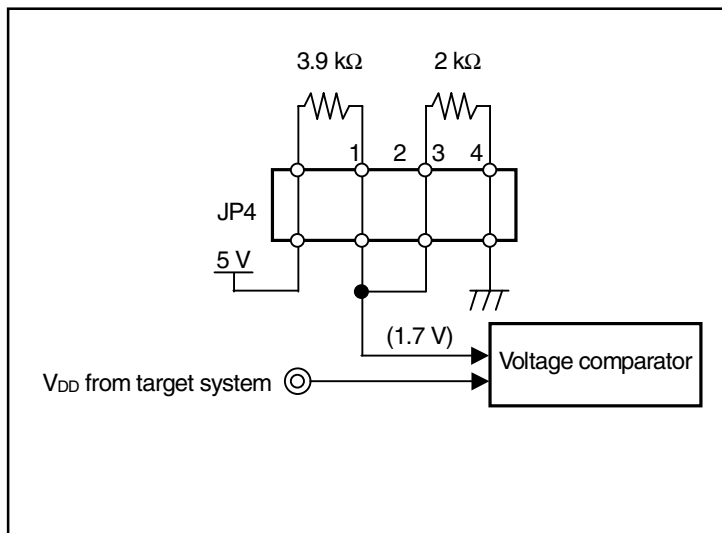 3.9 kΩ 2 kΩ
1 2 3 4
JP4
5 V
(1.7 V)
Voltage comparator
VDD from target system